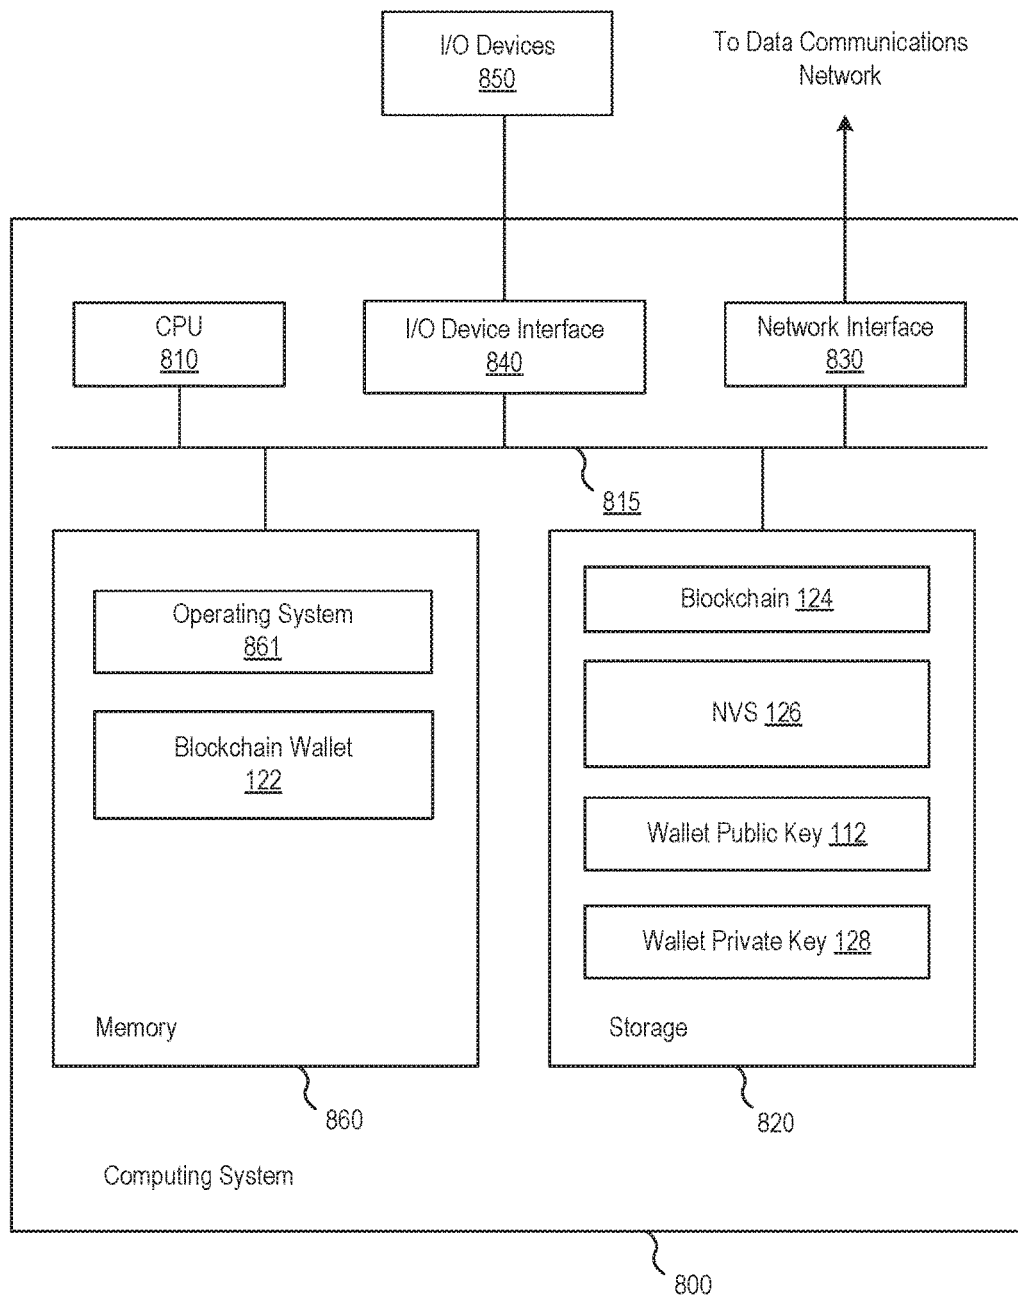 I/O Devices
850
To Data Communications
Network
CPU
810
I/O Device Interface
840
Network Interface
830
815
Operating System
861
Blockchain Wallet
122
Memory
860
Blockchain 124
NVS 126
Wallet Public Key 112
Wallet Private Key 128
Storage
820
Computing System
800